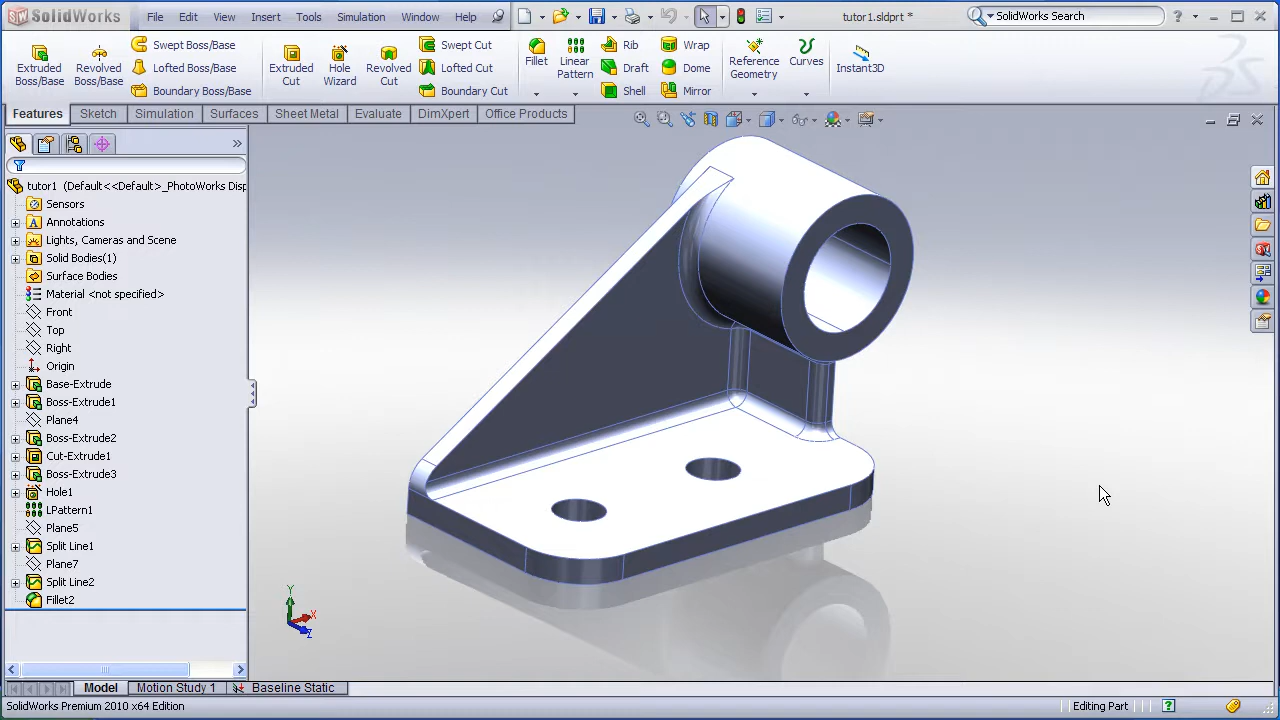 SolidWorks File Edit View Insert Tools Simulation Window Help tutor1.sldprt * SolidWorks Search
Extruded Boss/Base
Revolved Boss/Base
Swept Boss/Base
Lofted Boss/Base
Boundary Boss/Base
Extruded Cut
Hole Wizard
Revolved Cut
Swept Cut
Lofted Cut
Boundary Cut
Fillet
Linear Pattern
Rib
Draft
Shell
Wrap
Dome
Mirror
Reference Geometry
Curves
Instant3D
Features Sketch Simulation Surfaces Sheet Metal Evaluate DimXpert Office Products
tutor1 (Default<<Default>_PhotoWorks Disp
Sensors
Annotations
Lights, Cameras and Scene
Solid Bodies(1)
Surface Bodies
Material <not specified>
Front
Top
Right
Origin
Base-Extrude
Boss-Extrude1
Plane4
Boss-Extrude2
Cut-Extrude1
Boss-Extrude3
Hole1
LPattern1
Plane5
Split Line1
Plane7
Split Line2
Fillet2
Y
X
Z
Model Motion Study 1 Baseline Static
SolidWorks Premium 2010 x64 Edition Editing Part